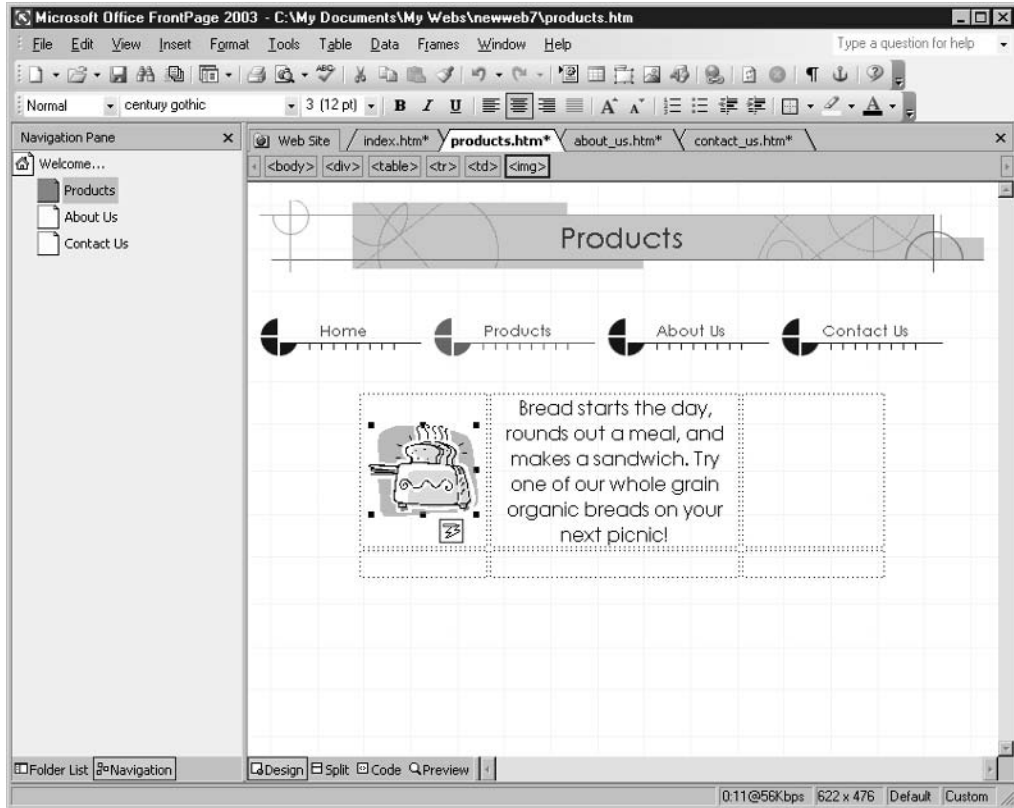 Microsoft Office FrontPage 2003 - C:\My Documents\My Webs\newweb7\products.htm
File Edit View Insert Format Tools Table Data Frames Window Help Type a question for help
ABC
Normal century gothic 3 (12 pt) B I U A A A
Navigation Pane
Web Site index.htm* products.htm* about_us.htm* contact_us.htm*
<body> <div> <table> <tr> <td> <img>
Welcome...
Products
About Us
Contact Us
Products
Home Products About Us Contact Us
Bread starts the day,
rounds out a meal, and
makes a sandwich. Try
one of our whole grain
organic breads on your
next picnic!
Folder List Navigation Design Split Code Preview
0:11@56Kbps 622 x 476 Default Custom